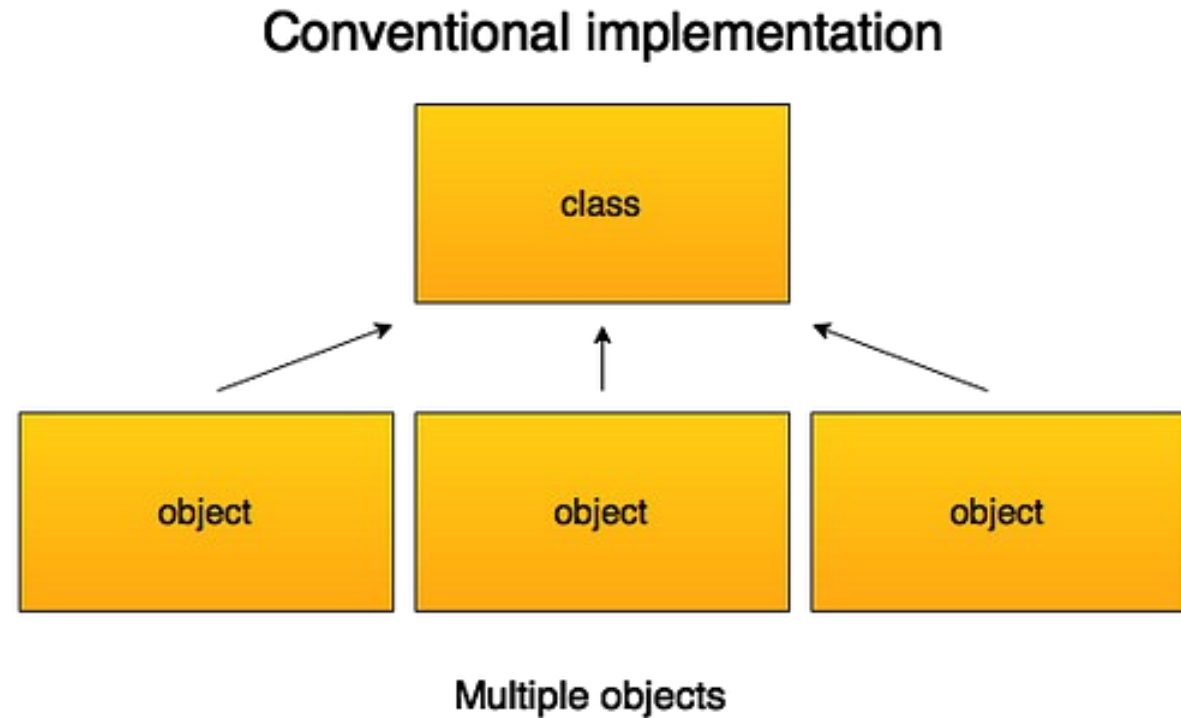 Conventional implementation
class
object
object
object
Multiple objects